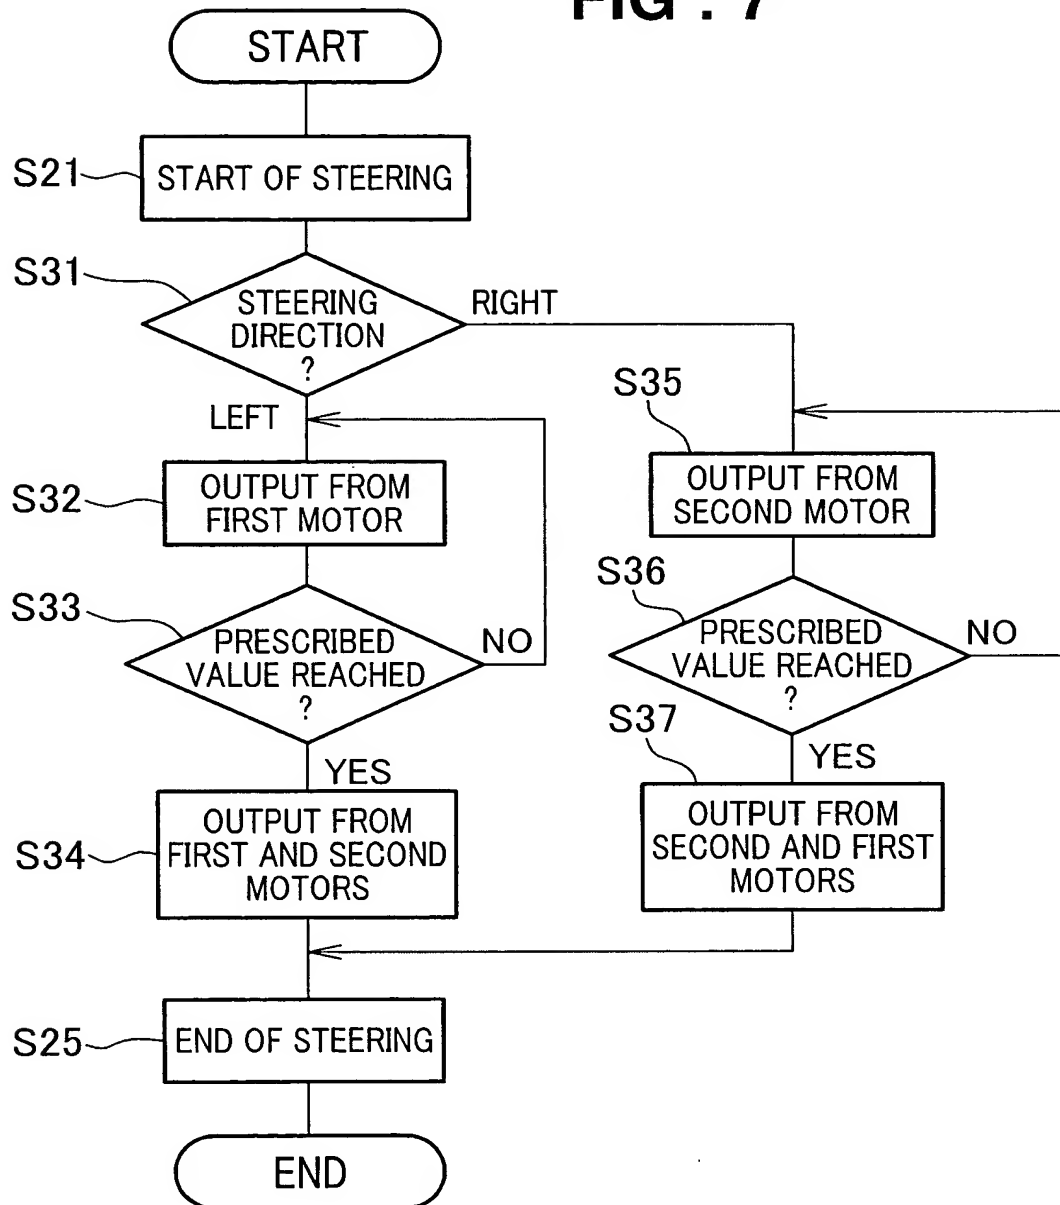 FIG . 7
START
S21
START OF STEERING
S31
STEERING
DIRECTION
?
RIGHT
LEFT
S32
OUTPUT FROM
FIRST MOTOR
S33
PRESCRIBED
VALUE REACHED
?
NO
YES
S34
OUTPUT FROM
FIRST AND SECOND
MOTORS
S35
OUTPUT FROM
SECOND MOTOR
S36
PRESCRIBED
VALUE REACHED
?
NO
YES
S37
OUTPUT FROM
SECOND AND FIRST
MOTORS
S25
END OF STEERING
END